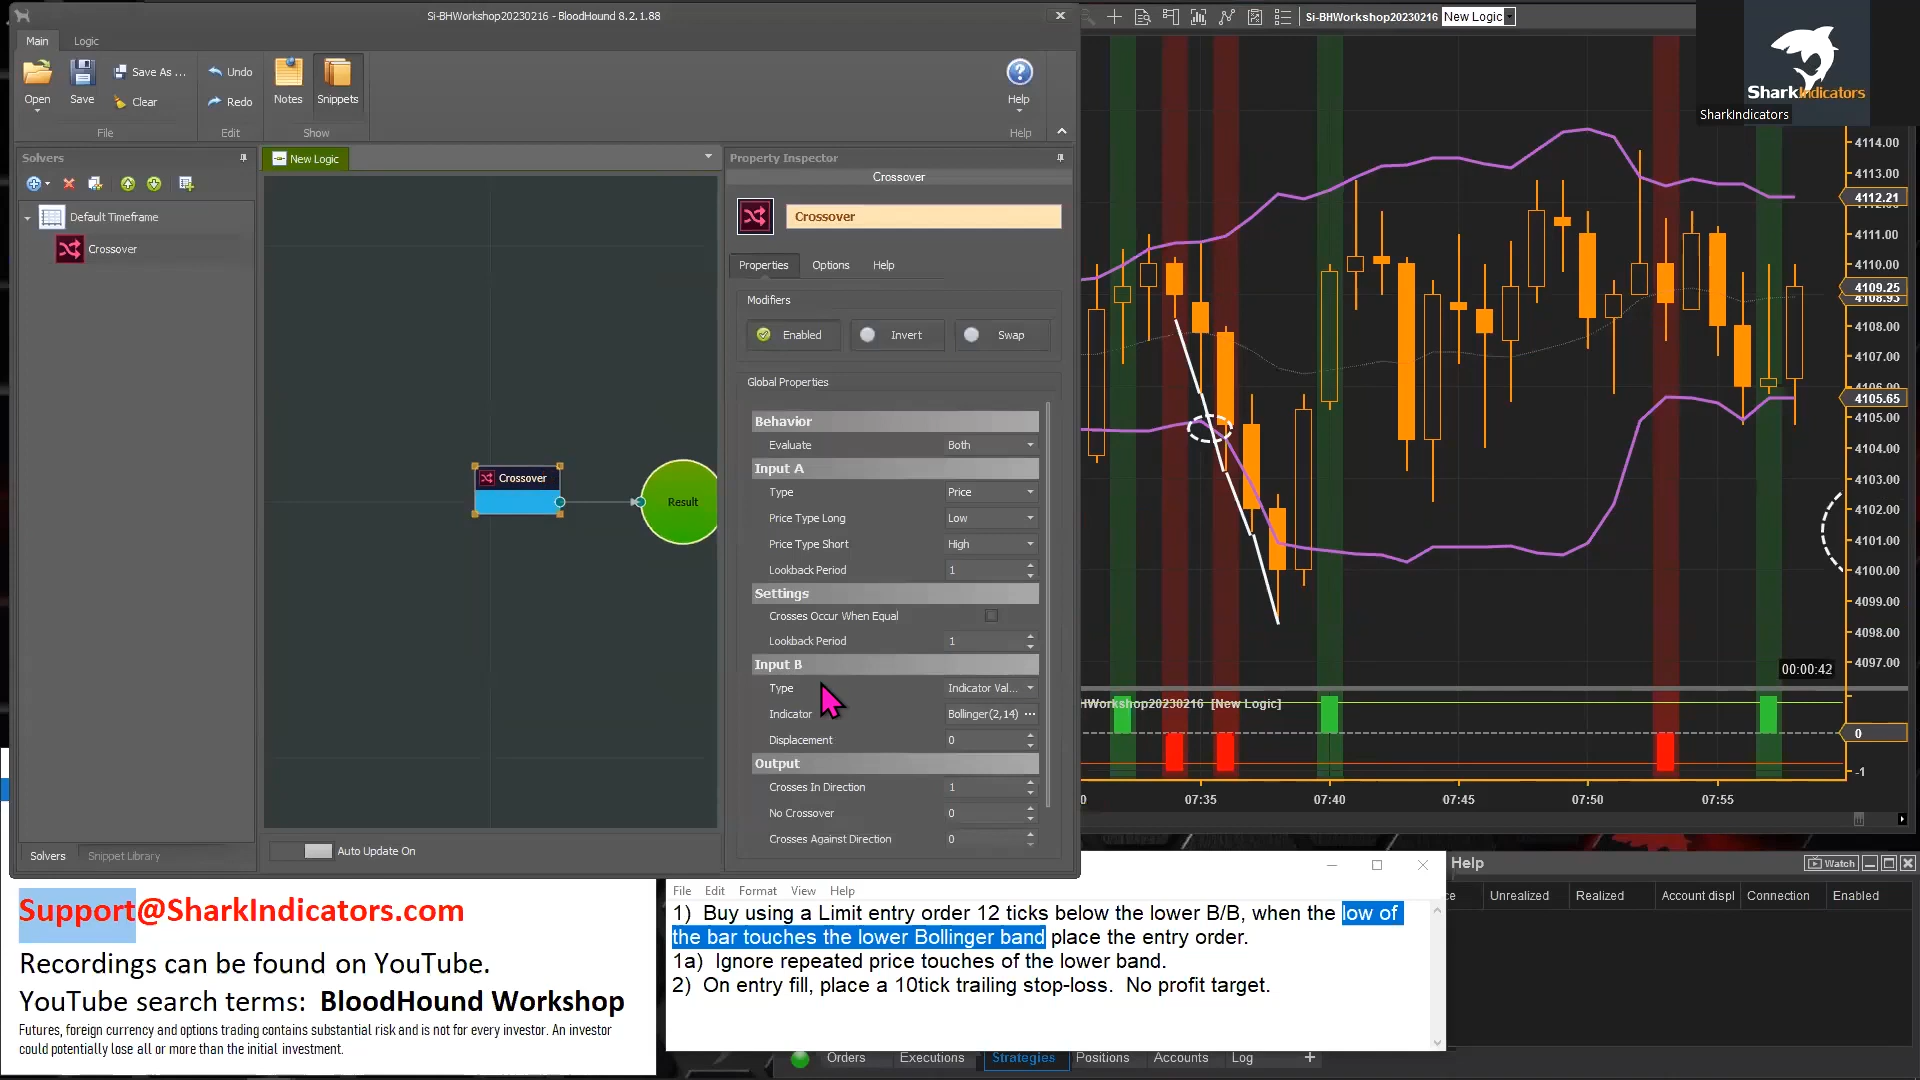 Si-BHWorkshop20230216 - BloodHound 8.2.1.88
Main
Logic
Open
Save
Save As ...
Clear
File
Undo
Redo
Edit
Notes
Snippets
Show
Help
Help
Solvers
Default Timeframe
Crossover
Solvers
Snippet Library
New Logic
Crossover
Result
Auto Update On
Property Inspector
Crossover
Crossover
Properties
Options
Help
Modifiers
Enabled
Invert
Swap
Global Properties
Behavior
Evaluate Both
Input A
Type Price
Price Type Long Low
Price Type Short High
Lookback Period 1
Settings
Crosses Occur When Equal
Lookback Period 1
Input B
Type Indicator Val...
Indicator Bollinger(2,14) ...
Displacement 0
Output
Crosses In Direction 1
No Crossover 0
Crosses Against Direction 0
Si-BHWorkshop20230216
New Logic
SharkIndicators
SharkIndicators
4114.00
4113.00
4112.21
4111.00
4110.00
4109.25
4108.93
4108.00
4107.00
4106.00
4105.65
4105.00
4104.00
4103.00
4102.00
4101.00
4100.00
4099.00
4098.00
4097.00
00:00:42
HWorkshop20230216 [New Logic]
0
-1
07:35
07:40
07:45
07:50
07:55
Support@SharkIndicators.com
Recordings can be found on YouTube.
YouTube search terms: BloodHound Workshop
Futures, foreign currency and options trading contains substantial risk and is not for every investor. An investor
could potentially lose all or more than the initial investment.
File Edit Format View Help
1) Buy using a Limit entry order 12 ticks below the lower B/B, when the low of
the bar touches the lower Bollinger band place the entry order.
1a) Ignore repeated price touches of the lower band.
2) On entry fill, place a 10tick trailing stop-loss. No profit target.
Help
Watch
ce
Unrealized
Realized
Account displ
Connection
Enabled
Orders
Executions
Strategies
Positions
Accounts
Log
+